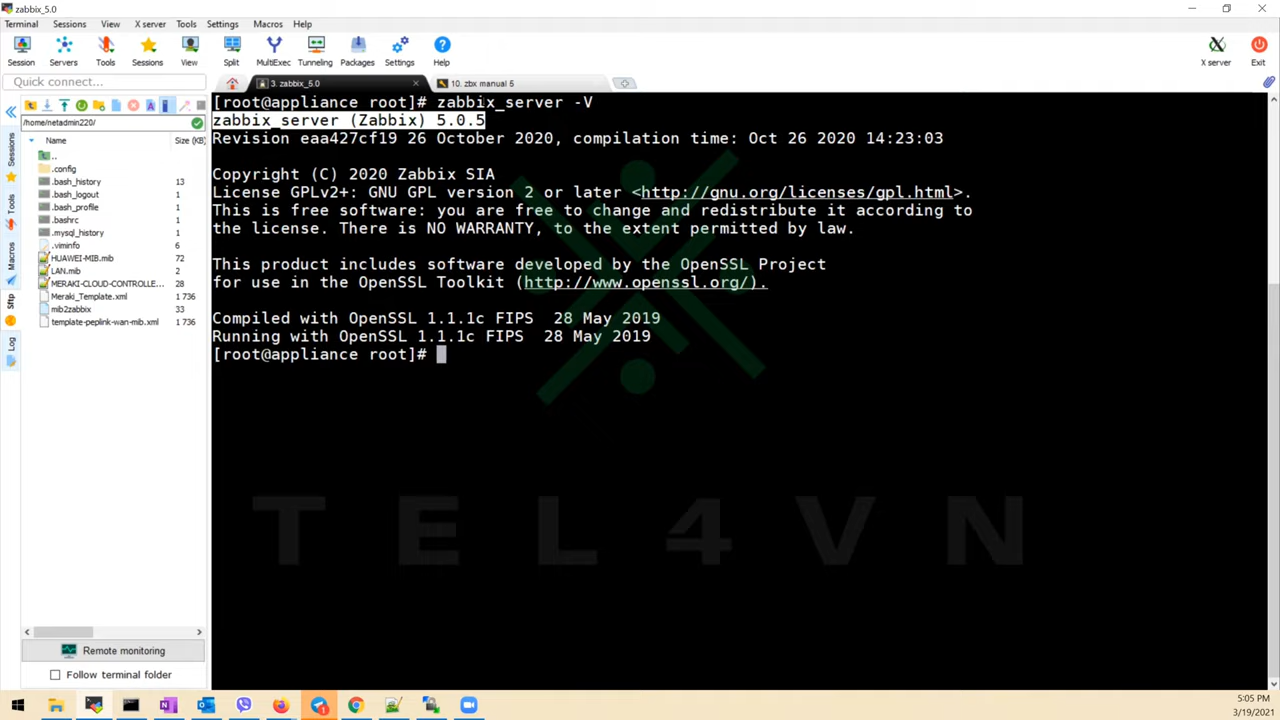 zabbix_5.0
Terminal Sessions View X server Tools Settings Macros Help
Session Servers Tools Sessions View Split MultiExec Tunneling Packages Settings Help X server Exit
Quick connect...
3. zabbix_5.0
10. zbx manual 5
/home/netadmin220/
Name Size (KB)
..
.config
.bash_history 13
.bash_logout 1
.bash_profile 1
.bashrc 1
.mysql_history 1
.viminfo 6
HUAWEI-MIB.mib 72
LAN.mib 2
MERAKI-CLOUD-CONTROLLE... 28
Meraki_Template.xml 1 736
mib2zabbix 33
template-peplink-wan-mib.xml 1 736
Sessions
Tools
Macros
Sftp
Log
Remote monitoring
Follow terminal folder
[root@appliance root]# zabbix_server -V
zabbix_server (Zabbix) 5.0.5
Revision eaa427cf19 26 October 2020, compilation time: Oct 26 2020 14:23:03
Copyright (C) 2020 Zabbix SIA
License GPLv2+: GNU GPL version 2 or later <http://gnu.org/licenses/gpl.html>.
This is free software: you are free to change and redistribute it according to
the license. There is NO WARRANTY, to the extent permitted by law.
This product includes software developed by the OpenSSL Project
for use in the OpenSSL Toolkit (http://www.openssl.org/).
Compiled with OpenSSL 1.1.1c FIPS  28 May 2019
Running with OpenSSL 1.1.1c FIPS  28 May 2019
[root@appliance root]#
TEL4VN
5:05 PM
3/19/2021